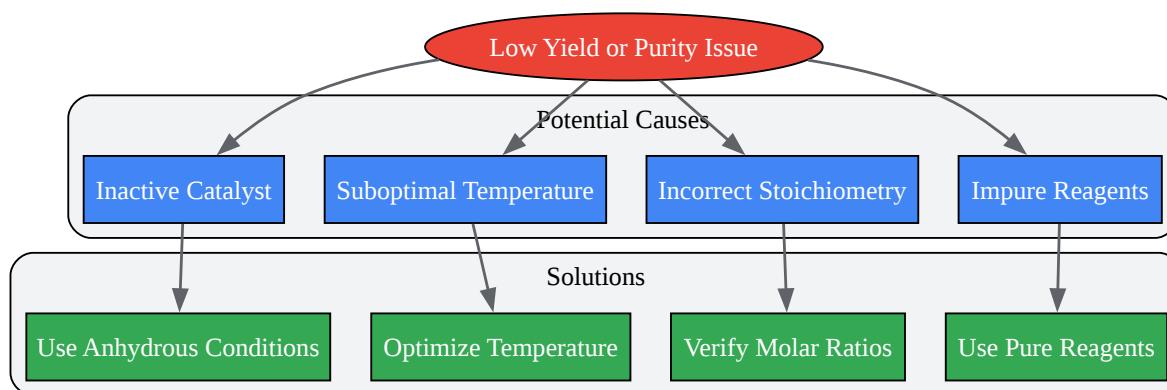 Low Yield or Purity Issue
Potential Causes
Inactive Catalyst
Suboptimal Temperature
Incorrect Stoichiometry
Impure Reagents
Solutions
Use Anhydrous Conditions
Optimize Temperature
Verify Molar Ratios
Use Pure Reagents